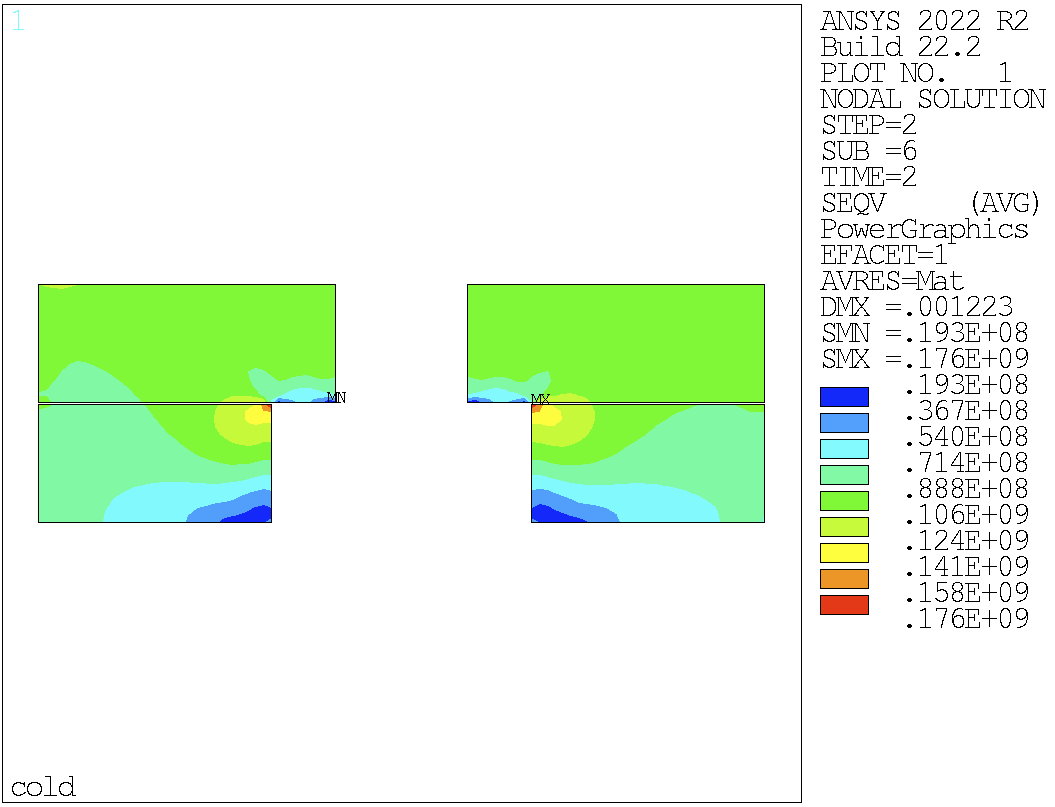 1
ANSYS 2022 R2
Build 22.2
PLOT NO.   1
NODAL SOLUTION
STEP=2
SUB =6
TIME=2
SEQV     (AVG)
PowerGraphics
EFACET=1
AVRES=Mat
DMX =.001223
SMN =.193E+08
SMX =.176E+09
.193E+08
.367E+08
.540E+08
.714E+08
.888E+08
.106E+09
.124E+09
.141E+09
.158E+09
.176E+09
MN
MX
cold